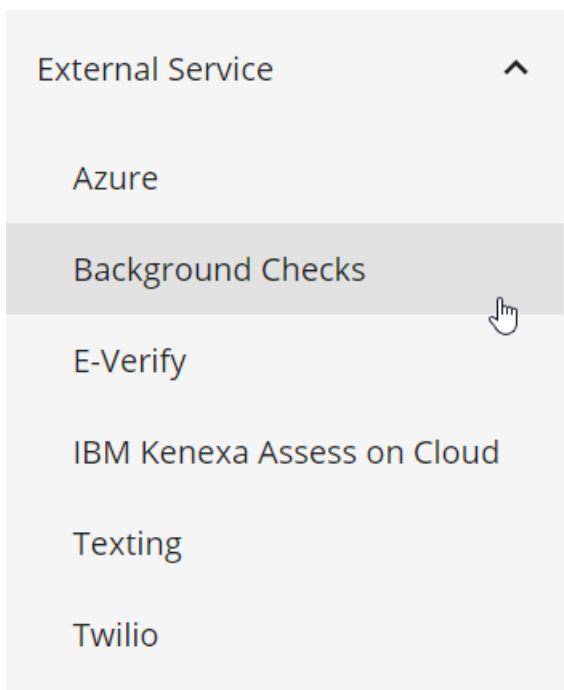 External Service
Azure
Background Checks
E-Verify
IBM Kenexa Assess on Cloud
Texting
Twilio